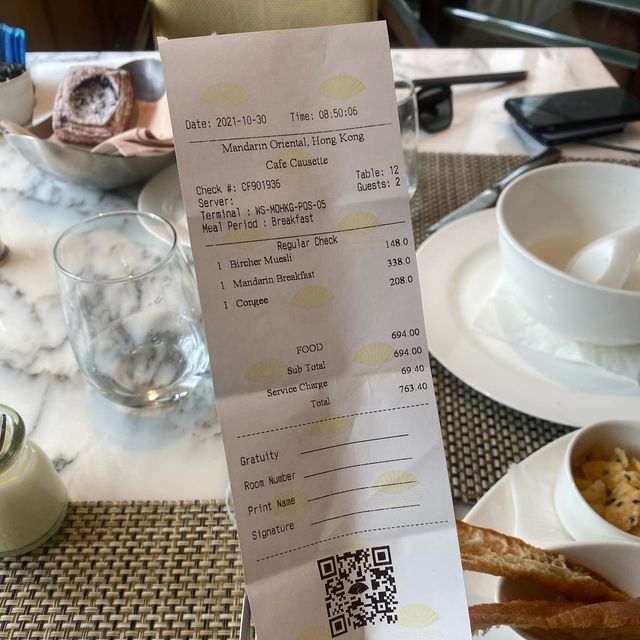 Date: 2021-10-30 Time: 08:50:06
Mandarin Oriental, Hong Kong
Cafe Causette
Check #: CF901936 Table: 12
Server: Guests: 2
Terminal : WS-MOHKG-POS-05
Meal Period : Breakfast
Regular Check
1 Bircher Muesli 148.0
1 Mandarin Breakfast 338.0
1 Congee 208.0
FOOD 694.00
Sub Total 694.00
Service Charge 69.40
Total 763.40
Gratuity
Room Number
Print Name
Signature